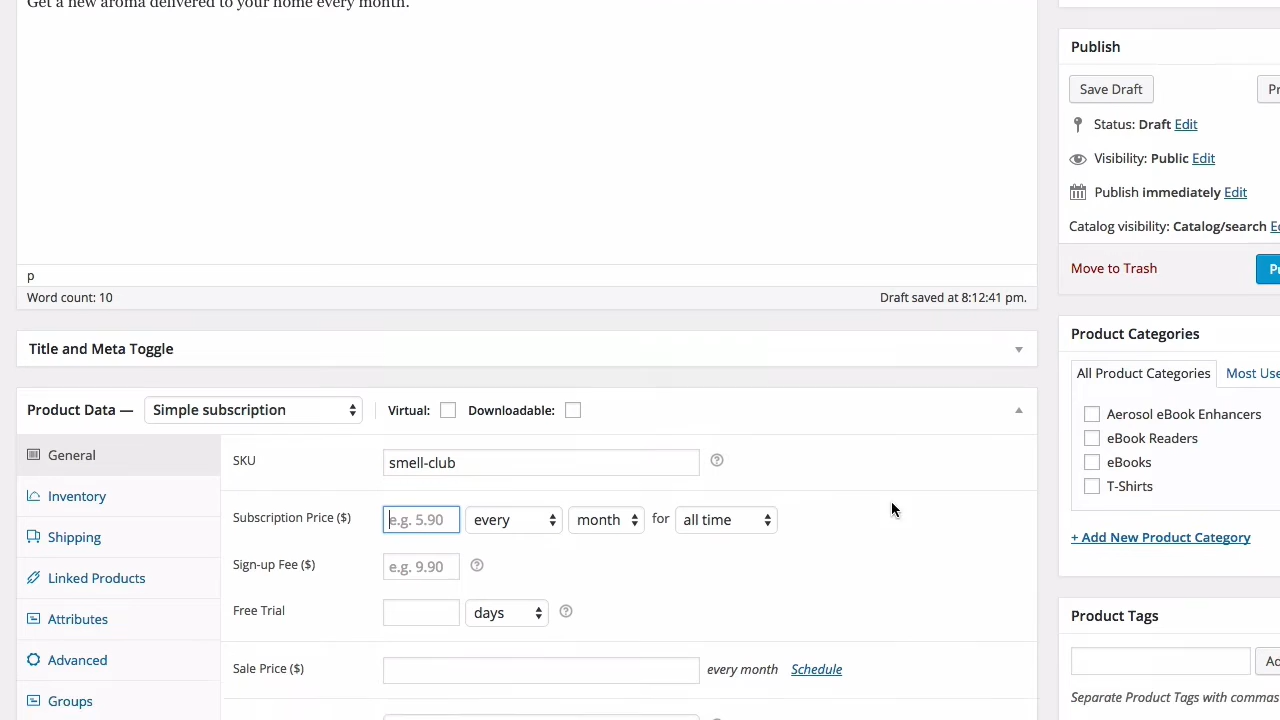 Get a new aroma delivered to your home every month.
p
Word count: 10
Draft saved at 8:12:41 pm.
Title and Meta Toggle
Product Data — Simple subscription Virtual: Downloadable:
General
Inventory
Shipping
Linked Products
Attributes
Advanced
Groups
SKU smell-club
Subscription Price ($) e.g. 5.90 every month for all time
Sign-up Fee ($) e.g. 9.90
Free Trial days
Sale Price ($) every month Schedule
Publish
Save Draft
Status: Draft Edit
Visibility: Public Edit
Publish immediately Edit
Catalog visibility: Catalog/search
Move to Trash
Product Categories
All Product Categories Most Use
Aerosol eBook Enhancers
eBook Readers
eBooks
T-Shirts
+ Add New Product Category
Product Tags
Separate Product Tags with commas